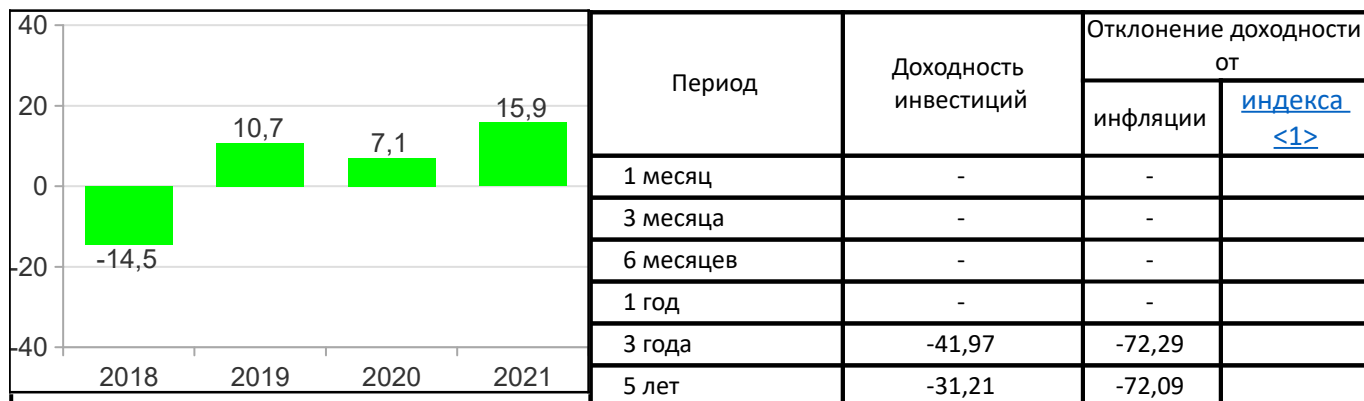 40
20
0
-20
-40
-14,5
10,7
7,1
15,9
2018 2019 2020 2021
Период
Доходность
инвестиций
Отклонение доходности
от
инфляции
индекса
<1>
1 месяц - -
3 месяца - -
6 месяцев - -
1 год - -
3 года -41,97 -72,29
5 лет -31,21 -72,09